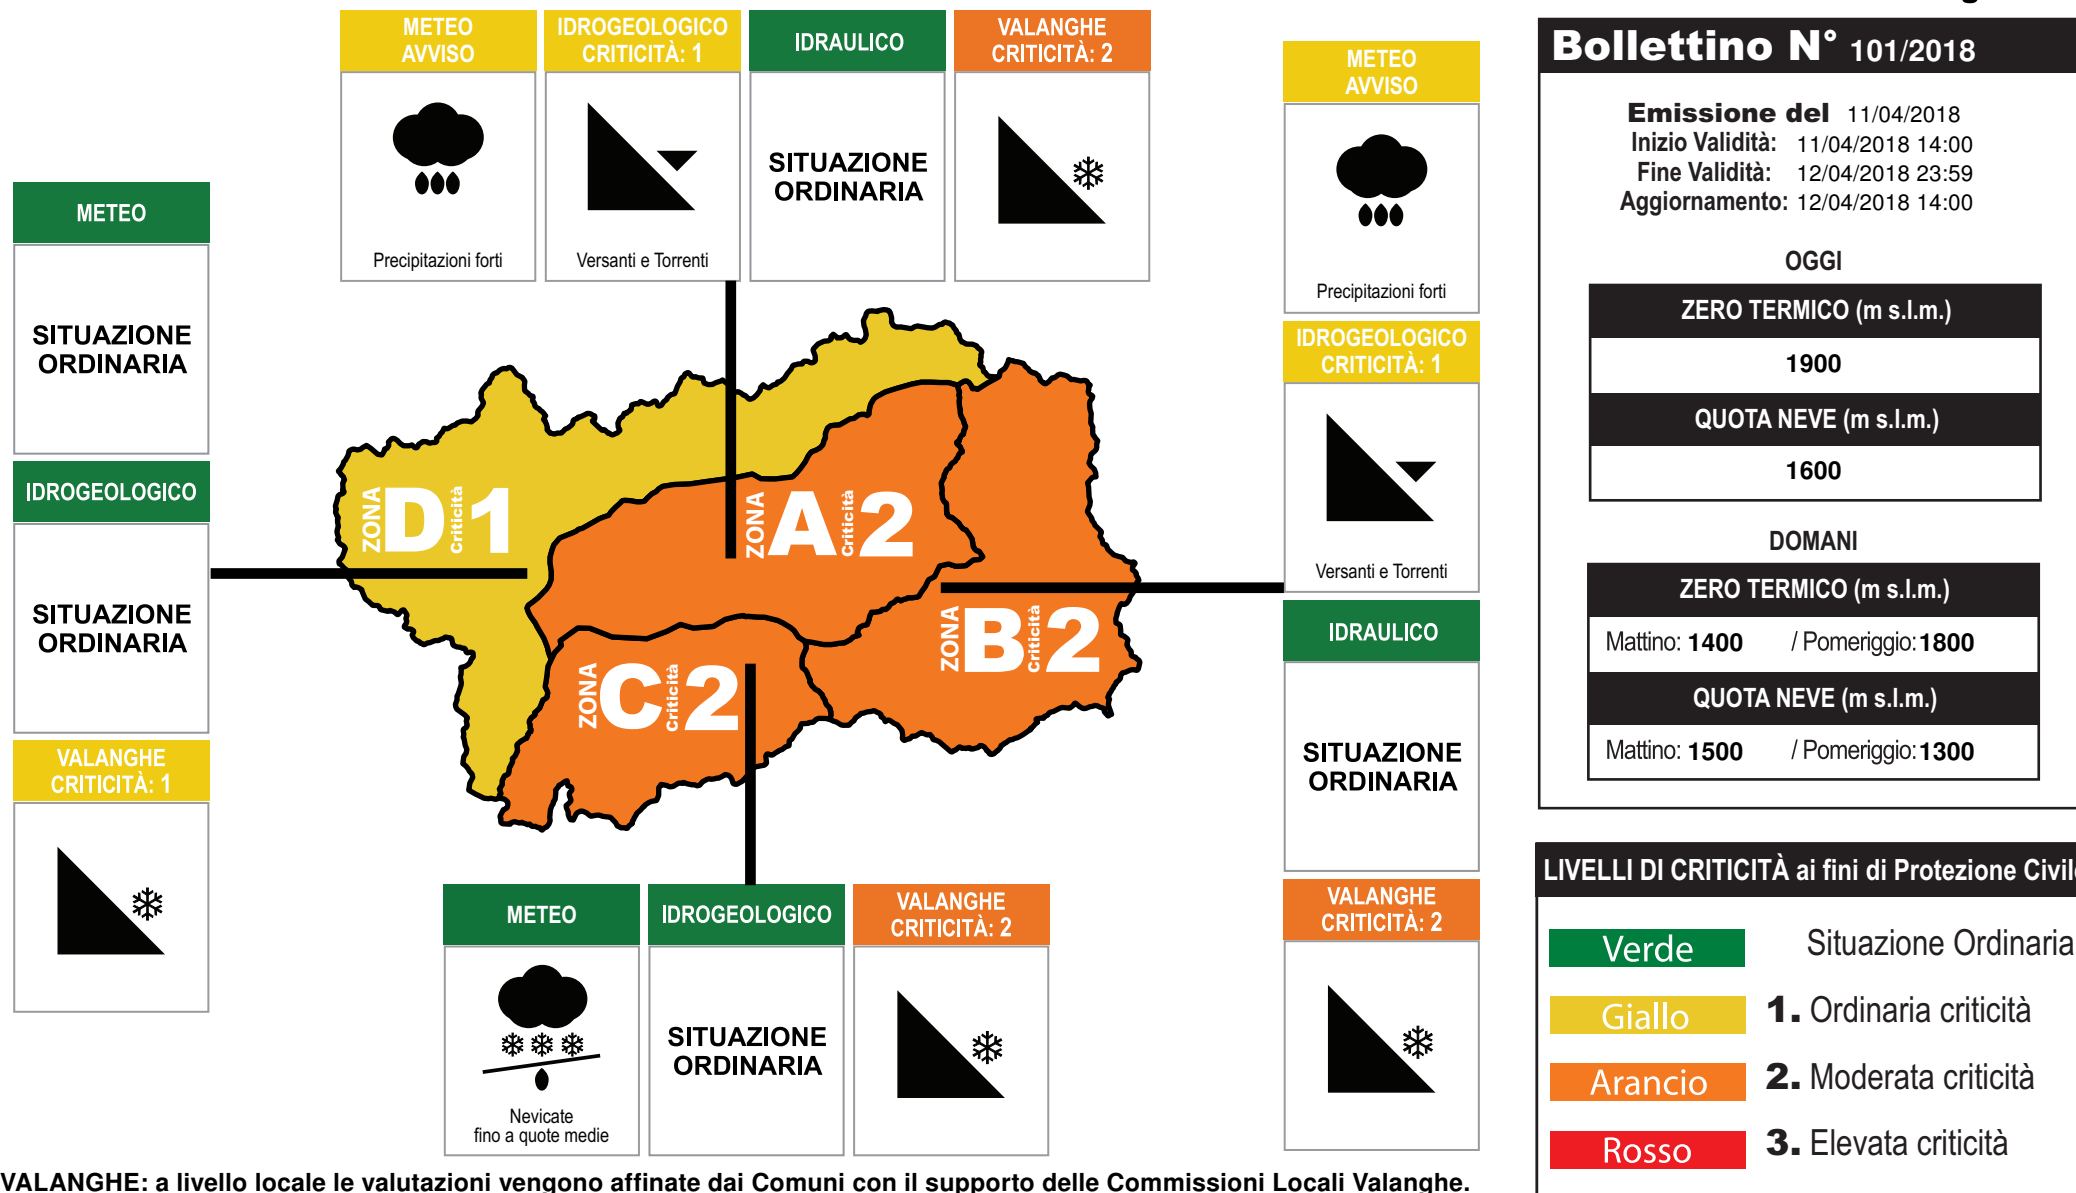 METEO
AVVISO
Precipitazioni forti
IDROGEOLOGICO
CRITICITÀ: 1
Versanti e Torrenti
IDRAULICO
SITUAZIONE
ORDINARIA
VALANGHE
CRITICITÀ: 2
METEO
SITUAZIONE
ORDINARIA
IDROGEOLOGICO
SITUAZIONE
ORDINARIA
VALANGHE
CRITICITÀ: 1
ZONA D Criticità 1
ZONA A Criticità 2
ZONA B Criticità 2
ZONA C Criticità 2
METEO
AVVISO
Precipitazioni forti
IDROGEOLOGICO
CRITICITÀ: 1
Versanti e Torrenti
IDRAULICO
SITUAZIONE
ORDINARIA
VALANGHE
CRITICITÀ: 2
METEO
Nevicate
fino a quote medie
IDROGEOLOGICO
SITUAZIONE
ORDINARIA
VALANGHE
CRITICITÀ: 2
VALANGHE: a livello locale le valutazioni vengono affinate dai Comuni con il supporto delle Commissioni Locali Valanghe.
Bollettino N° 101/2018
Emissione del 11/04/2018
Inizio Validità: 11/04/2018 14:00
Fine Validità: 12/04/2018 23:59
Aggiornamento: 12/04/2018 14:00
OGGI
ZERO TERMICO (m s.l.m.)
1900
QUOTA NEVE (m s.l.m.)
1600
DOMANI
ZERO TERMICO (m s.l.m.)
Mattino: 1400 / Pomeriggio: 1800
QUOTA NEVE (m s.l.m.)
Mattino: 1500 / Pomeriggio: 1300
LIVELLI DI CRITICITÀ ai fini di Protezione Civile
Verde Situazione Ordinaria
Giallo 1. Ordinaria criticità
Arancio 2. Moderata criticità
Rosso 3. Elevata criticità